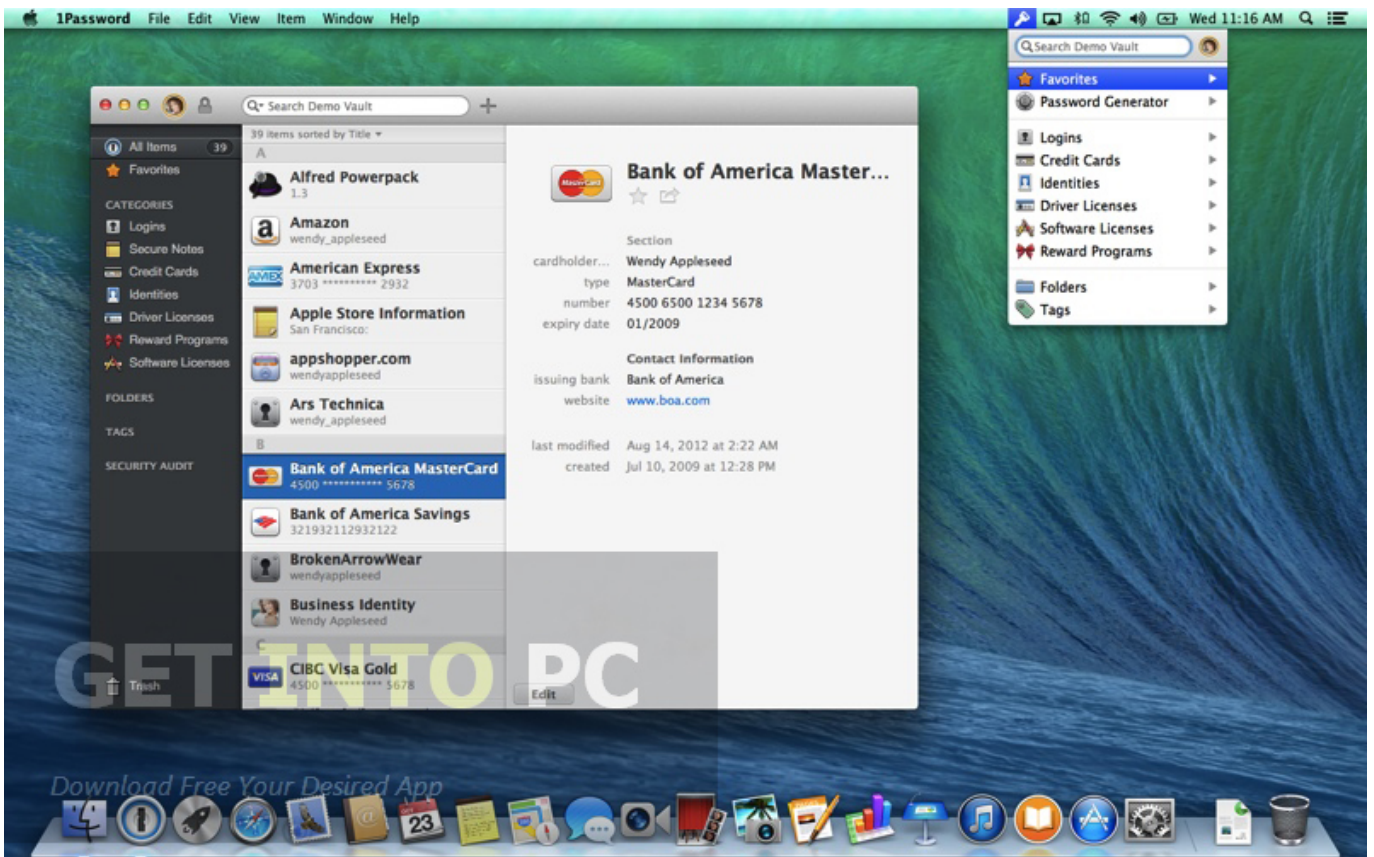 1Password File Edit View Item Window Help Wed 11:16 AM
Search Demo Vault
Favorites
Password Generator
Logins
Credit Cards
Identities
Driver Licenses
Software Licenses
Reward Programs
Folders
Tags
Search Demo Vault
All Items 39
Favorites
CATEGORIES
Logins
Secure Notes
Credit Cards
Identities
Driver Licenses
Reward Programs
Software Licenses
FOLDERS
TAGS
SECURITY AUDIT
Trash
39 items sorted by Title
A
Alfred Powerpack
1.3
a
Amazon
wendy_appleseed
AMEX
American Express
3703 ********** 2932
Apple Store Information
San Francisco:
appshopper.com
wendyappleseed
Ars Technica
wendy_appleseed
B
Bank of America MasterCard
4500 *********** 5678
Bank of America Savings
321932112932122
BrokenArrowWear
wendyappleseed
Business Identity
Wendy Appleseed
C
VISA
CIBC Visa Gold
4500 *********** 5678
MasterCard
Bank of America Master...
Section
cardholder... Wendy Appleseed
type MasterCard
number 4500 6500 1234 5678
expiry date 01/2009
Contact Information
issuing bank Bank of America
website www.boa.com
last modified Aug 14, 2012 at 2:22 AM
created Jul 10, 2009 at 12:28 PM
Edit
GET INTO PC
Download Free Your Desired App
23